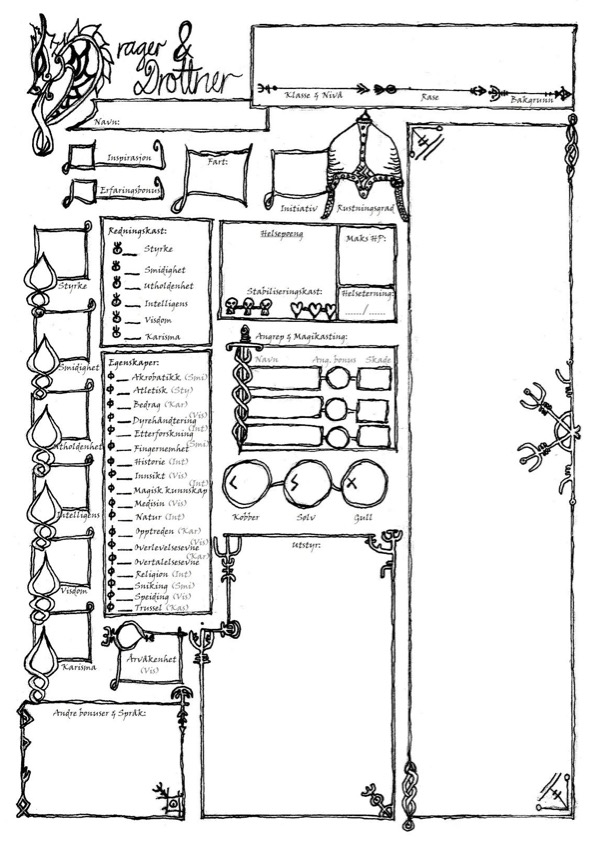 Drager &
Drottner
Klasse & Nivå
Rase
Bakgrunn
Navn:
Inspirasjon
Erfaringsbonus
Fart:
Initiativ
Rustningsgrad
Redningskast:
Styrke
Smidighet
Utholdenhet
Intelligens
Visdom
Karisma
Helsepoeng
Maks HP:
Stabiliseringskast:
Helseterning:
......../ ......
Styrke
Smidighet
Utholdenhet
Intelligens
Visdom
Karisma
Egenskaper:
Akrobatikk (Smi)
Atletisk (Sty)
Bedrag (Kar)
Dyrehåndtering (Vis)
Etterforskning (Int)
Fingernemhet (Smi)
Historie (Int)
Innsikt (Vis)
Magisk kunnskap (Int)
Medisin (Vis)
Natur (Int)
Opptreden (Kar)
Overlevelsesevne (Vis)
Overtalelsesevne (Kar)
Religion (Int)
Sniking (Smi)
Speiding (Vis)
Trussel (Kas)
Angrep & Magikasting:
Navn Ang. bonus Skade
Kobber
Sølv
Gull
Utstyr:
Årvåkenhet
(Vis)
Andre bonuser & Språk: